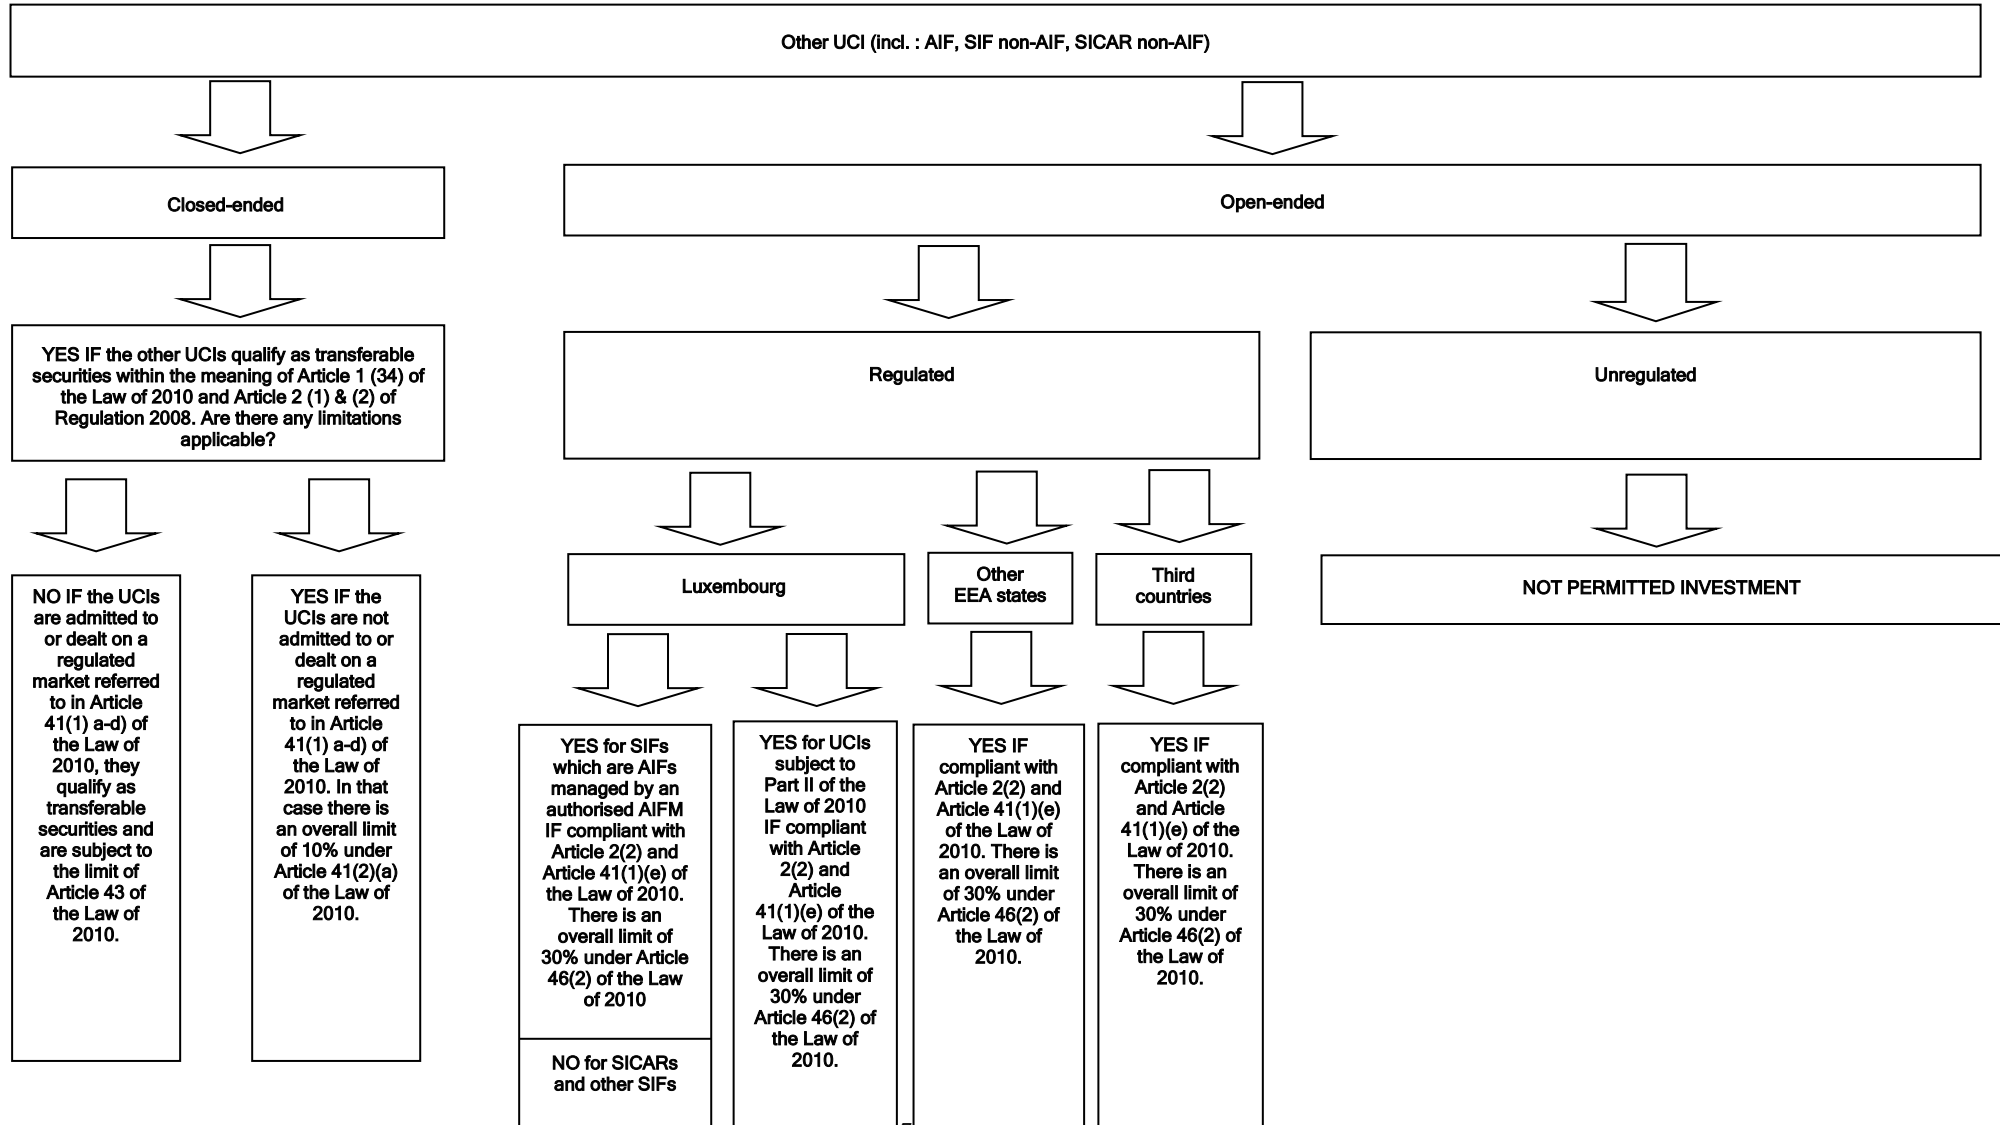 Other UCI (incl. : AIF, SIF non-AIF, SICAR non-AIF)
Closed-ended
Open-ended
YES IF the other UCIs qualify as transferable
securities within the meaning of Article 1 (34) of
the Law of 2010 and Article 2 (1) & (2) of
Regulation 2008. Are there any limitations
applicable?
Regulated
Unregulated
NO IF the UCIs
are admitted to
or dealt on a
regulated
market referred
to in Article
41(1) a-d) of
the Law of
2010, they
qualify as
transferable
securities and
are subject to
the limit of
Article 43 of
the Law of
2010.
YES IF the
UCIs are not
admitted to or
dealt on a
regulated
market referred
to in Article
41(1) a-d) of
the Law of
2010. In that
case there is
an overall limit
of 10% under
Article 41(2)(a)
of the Law of
2010.
Luxembourg
Other
EEA states
Third
countries
NOT PERMITTED INVESTMENT
YES for SIFs
which are AIFs
managed by an
authorised AIFM
IF compliant with
Article 2(2) and
Article 41(1)(e) of
the Law of 2010.
There is an
overall limit of
30% under Article
46(2) of the Law
of 2010
NO for SICARs
and other SIFs
YES for UCIs
subject to
Part II of the
Law of 2010
IF compliant
with Article
2(2) and
Article
41(1)(e) of the
Law of 2010.
There is an
overall limit of
30% under
Article 46(2) of
the Law of
2010.
YES IF
compliant with
Article 2(2) and
Article 41(1)(e)
of the Law of
2010. There is
an overall limit
of 30% under
Article 46(2) of
the Law of
2010.
YES IF
compliant with
Article 2(2)
and Article
41(1)(e) of the
Law of 2010.
There is an
overall limit of
30% under
Article 46(2) of
the Law of
2010.